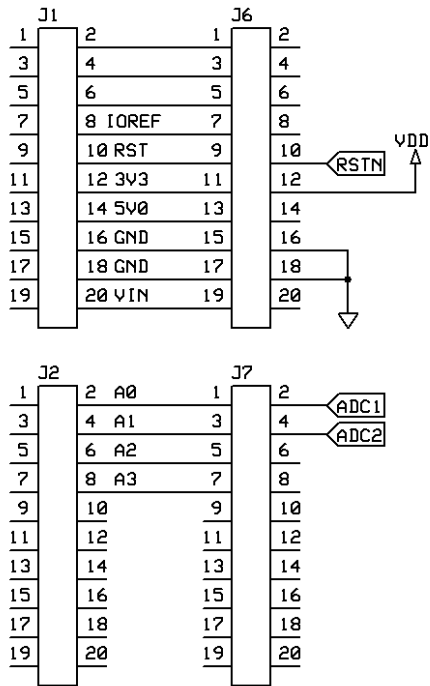 J1 J6
1 2 1 2
3 4 3 4
5 6 5 6
7 8 IOREF 7 8
9 10 RST 9 10 RSTN VDD
11 12 3V3 11 12
13 14 5V0 13 14
15 16 GND 15 16
17 18 GND 17 18
19 20 VIN 19 20
J2 J7
1 2 A0 1 2 ADC1
3 4 A1 3 4 ADC2
5 6 A2 5 6
7 8 A3 7 8
9 10 9 10
11 12 11 12
13 14 13 14
15 16 15 16
17 18 17 18
19 20 19 20